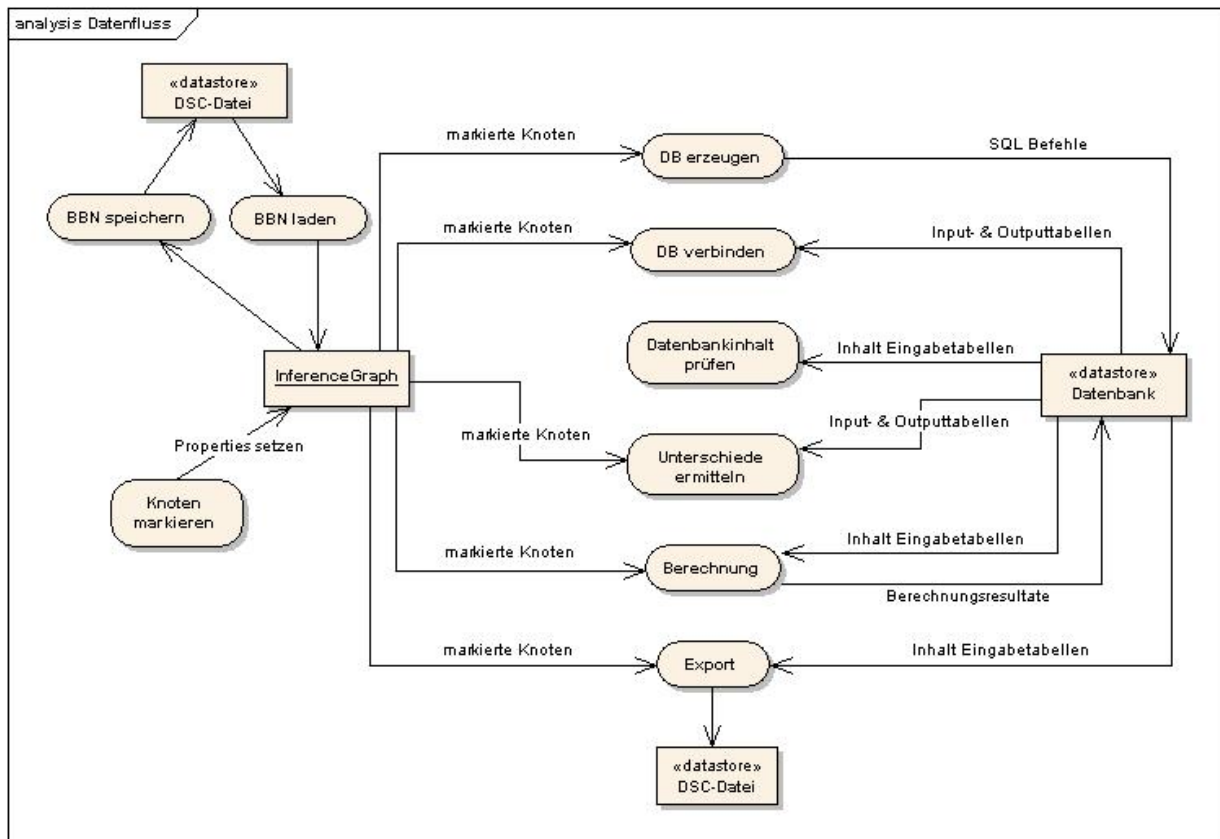 analysis Datenfluss
«datastore»
DSC-Datei
BBN speichern
BBN laden
InferenceGraph
Properties setzen
Knoten
markieren
markierte Knoten
DB erzeugen
SQL Befehle
markierte Knoten
DB verbinden
Input- & Outputtabellen
Datenbankinhalt
prüfen
Inhalt Eingabetabellen
«datastore»
Datenbank
markierte Knoten
Unterschiede
ermitteln
Input- & Outputtabellen
markierte Knoten
Berechnung
Inhalt Eingabetabellen
Berechnungsresultate
markierte Knoten
Export
Inhalt Eingabetabellen
«datastore»
DSC-Datei